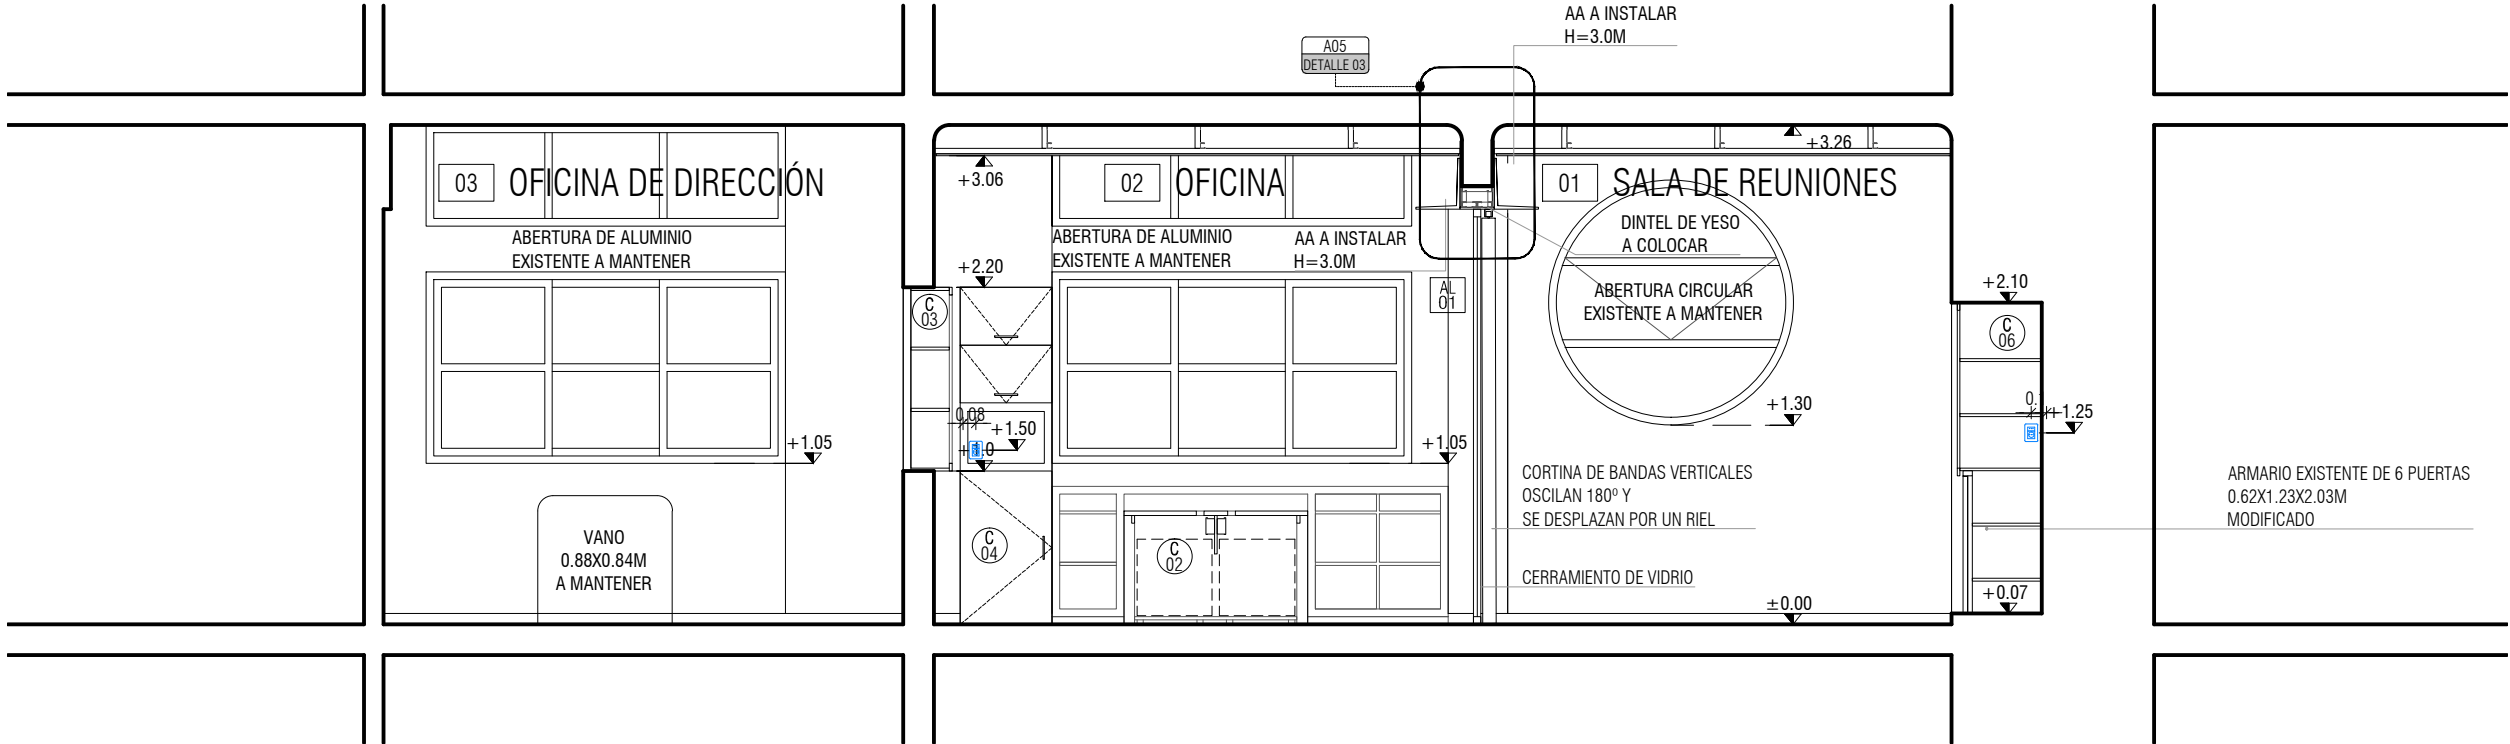 AA A INSTALAR
H=3.0M
A05
DETALLE 03
+3.26
03 OFICINA DE DIRECCIÓN
+3.06
02 OFICINA
01 SALA DE REUNIONES
ABERTURA DE ALUMINIO
EXISTENTE A MANTENER
ABERTURA DE ALUMINIO
EXISTENTE A MANTENER
AA A INSTALAR
H=3.0M
DINTEL DE YESO
A COLOCAR
+2.20
+2.10
AL
01
ABERTURA CIRCULAR
EXISTENTE A MANTENER
C
03
C
06
0.08
+1.50
+1.30
+1.25
+1.05
+1.05
CORTINA DE BANDAS VERTICALES
OSCILAN 180º Y
SE DESPLAZAN POR UN RIEL
ARMARIO EXISTENTE DE 6 PUERTAS
0.62X1.23X2.03M
MODIFICADO
VANO
0.88X0.84M
A MANTENER
C
04
C
02
CERRAMIENTO DE VIDRIO
±0.00
+0.07